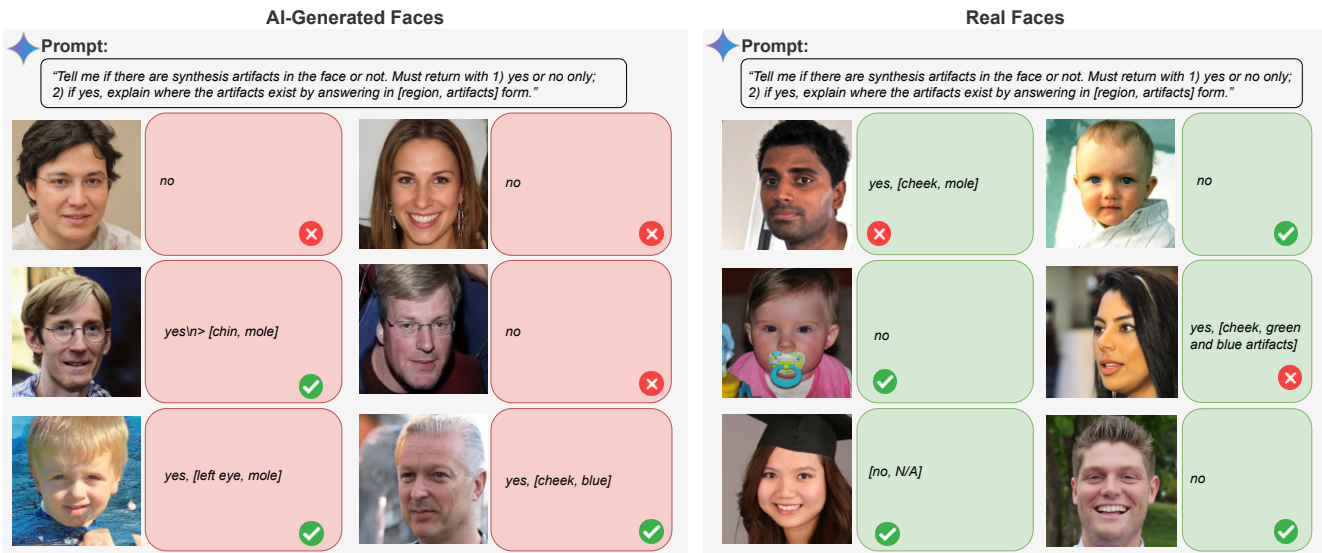 AI-Generated Faces
Prompt:
“Tell me if there are synthesis artifacts in the face or not. Must return with 1) yes or no only;
2) if yes, explain where the artifacts exist by answering in [region, artifacts] form.”
no
no
yes\n> [chin, mole]
no
yes, [left eye, mole]
yes, [cheek, blue]
Real Faces
Prompt:
“Tell me if there are synthesis artifacts in the face or not. Must return with 1) yes or no only;
2) if yes, explain where the artifacts exist by answering in [region, artifacts] form.”
yes, [cheek, mole]
no
no
yes, [cheek, green
and blue artifacts]
[no, N/A]
no